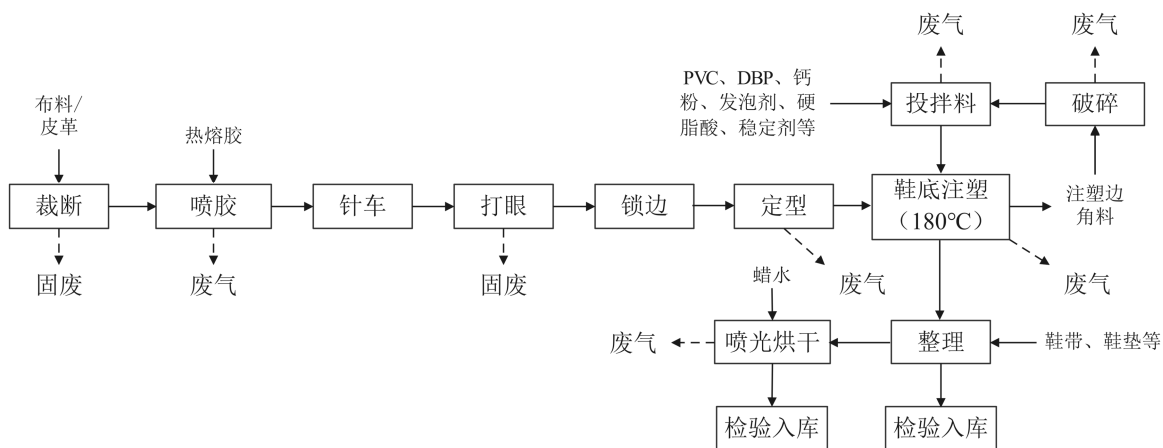 废气
废气
PVC、DBP、钙
粉、发泡剂、硬
脂酸、稳定剂等
投拌料
破碎
布料/
皮革
热熔胶
裁断
喷胶
针车
打眼
锁边
定型
鞋底注塑
（180℃）
注塑边
角料
固废
废气
固废
废气
废气
蜡水
废气
喷光烘干
整理
鞋带、鞋垫等
检验入库
检验入库